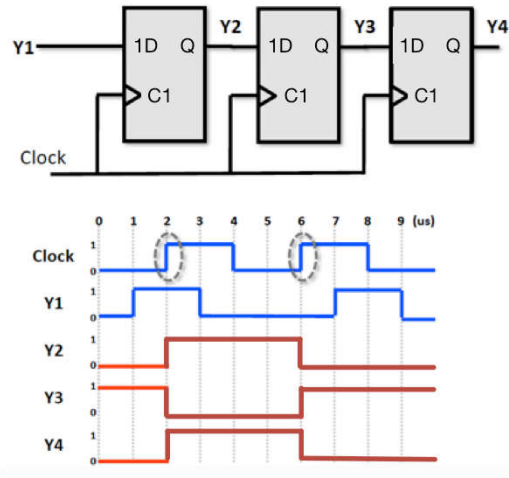 Y1 1D Q Y2 1D Q Y3 1D Q Y4
C1 C1 C1
Clock
0 1 2 3 4 5 6 7 8 9 (us)
Clock 1
0
Y1 1
0
Y2 1
0
Y3 1
0
Y4 1
0